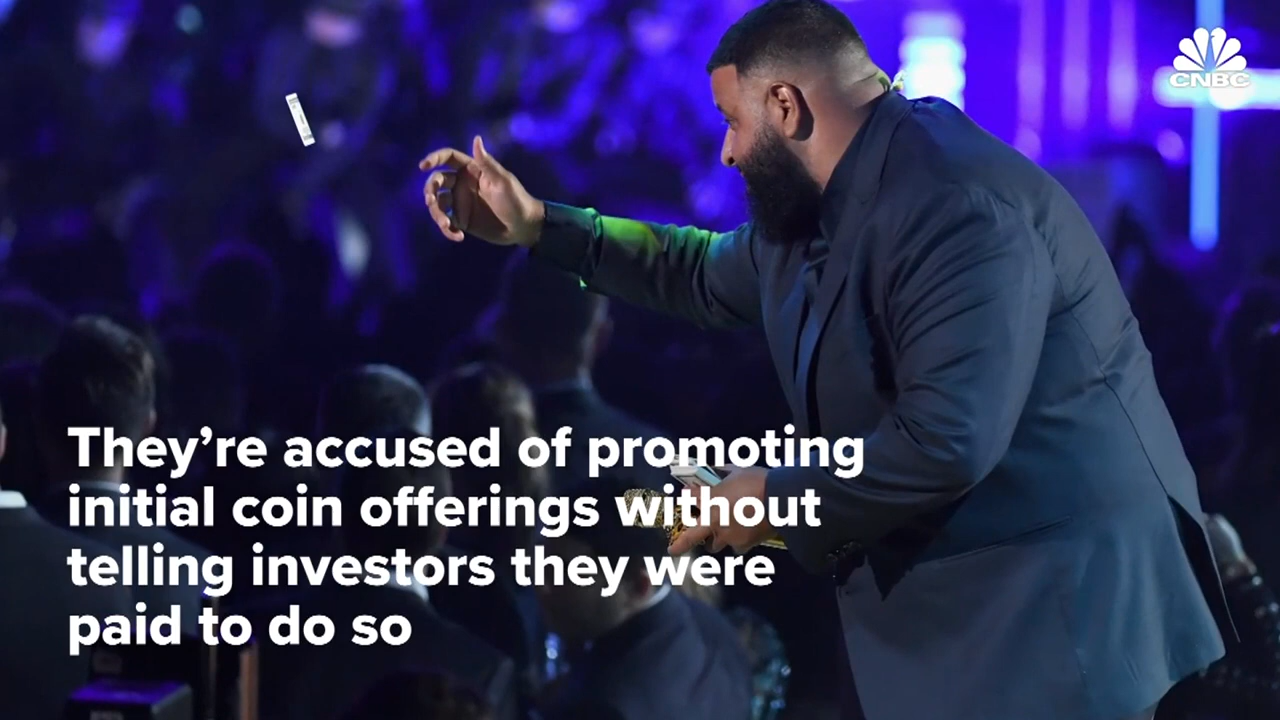 CNBC
They’re accused of promoting
initial coin offerings without
telling investors they were
paid to do so